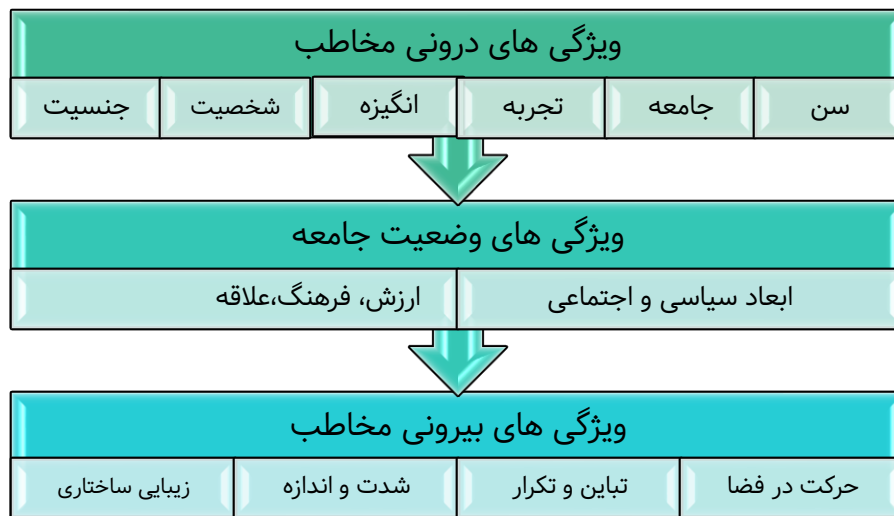 ویژگی های درونی مخاطب
سن
جامعه
تجربه
انگیزه
شخصیت
جنسیت
ویژگی های وضعیت جامعه
ابعاد سیاسی و اجتماعی
ارزش، فرهنگ،علاقه
ویژگی های بیرونی مخاطب
حرکت در فضا
تباین و تکرار
شدت و اندازه
زیبایی ساختاری